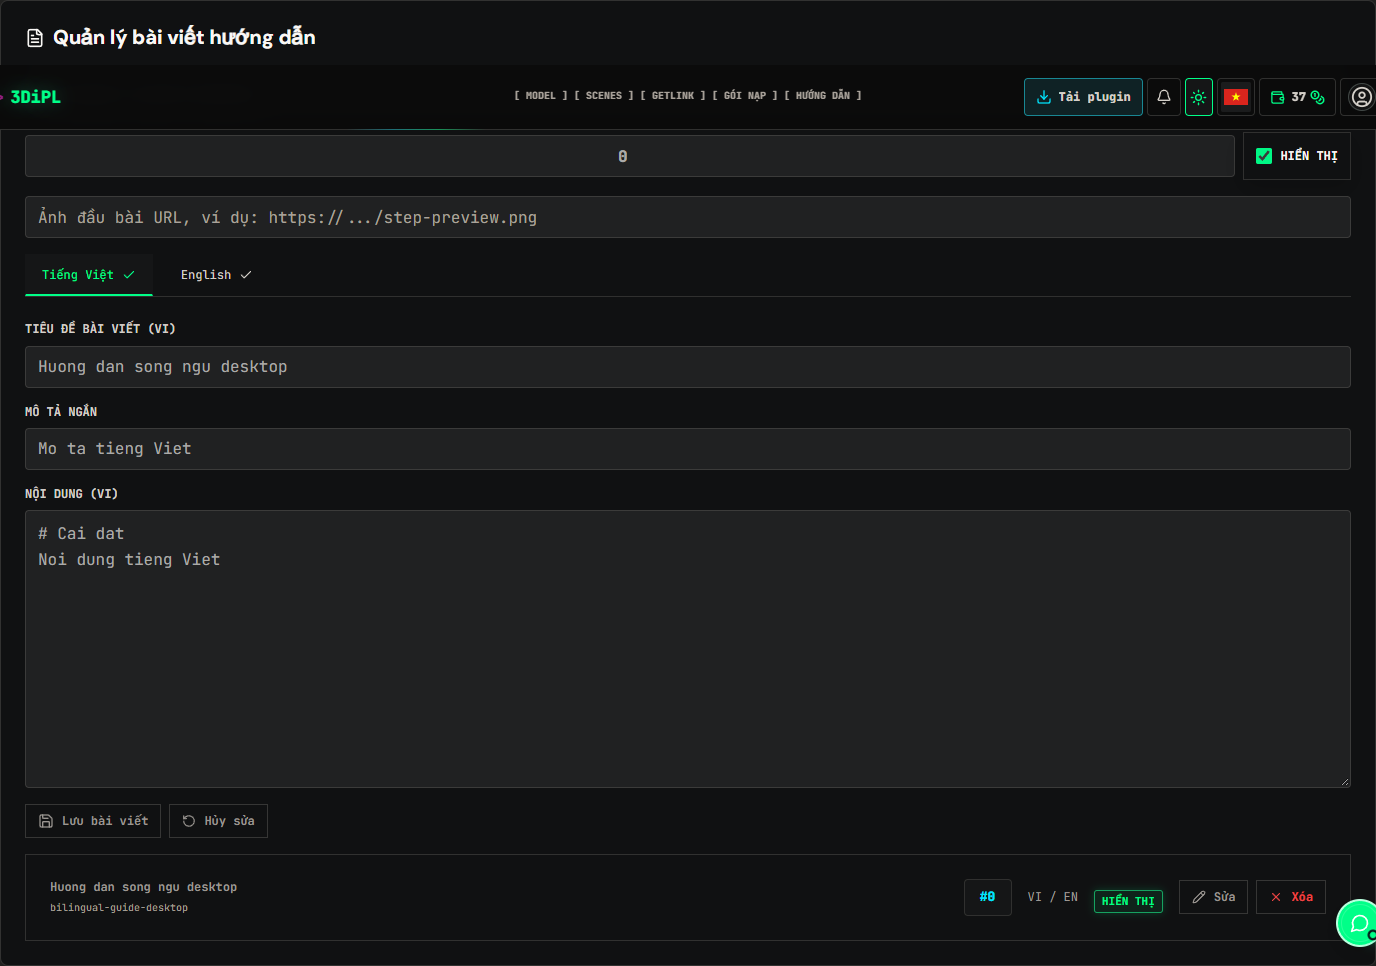 Quản lý bài viết hướng dẫn
3DiPL
[ MODEL ] [ SCENES ] [ GETLINK ] [ GÓI NẠP ] [ HƯỚNG DẪN ]
Tải plugin
37
0
HIỂN THỊ
Ảnh đầu bài URL, ví dụ: https://.../step-preview.png
Tiếng Việt
English
TIÊU ĐỀ BÀI VIẾT (VI)
Huong dan song ngu desktop
MÔ TẢ NGẮN
Mo ta tieng Viet
NỘI DUNG (VI)
# Cai dat
Noi dung tieng Viet
Lưu bài viết
Hủy sửa
Huong dan song ngu desktop
bilingual-guide-desktop
#0
VI / EN
HIỂN THỊ
Sửa
Xóa